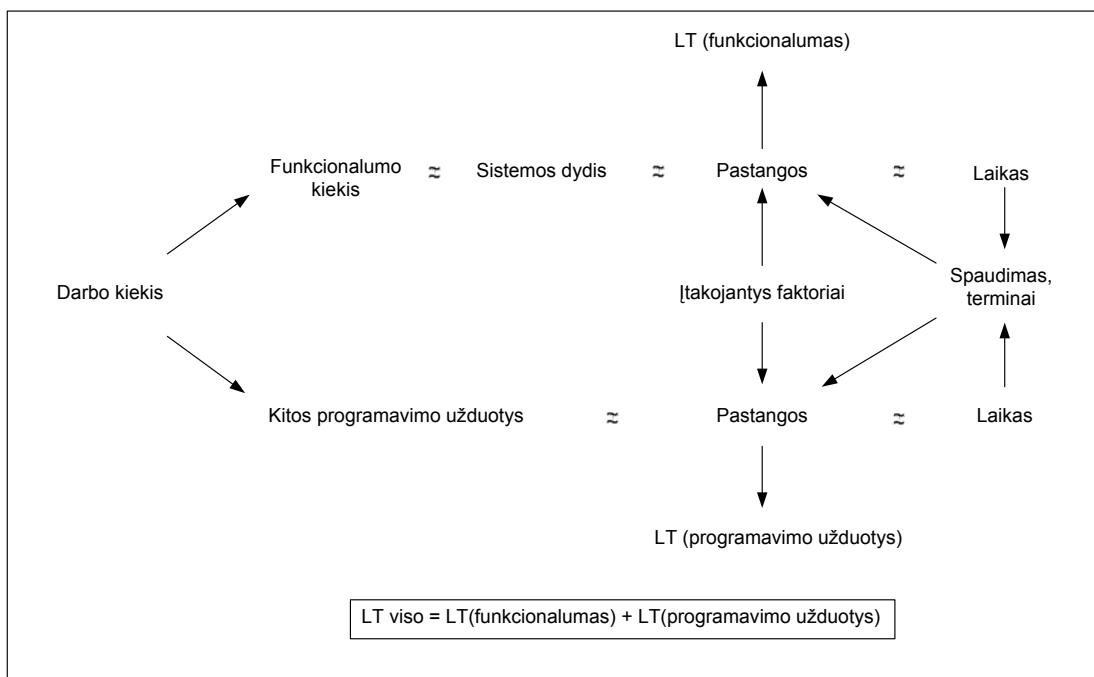 LT (funkcionalumas)
Funkcionalumo
kiekis
≈
Sistemos dydis
≈
Pastangos
≈
Laikas
Darbo kiekis
Įtakojantys faktoriai
Spaudimas,
terminai
Kitos programavimo užduotys
≈
Pastangos
≈
Laikas
LT (programavimo užduotys)
LT viso = LT(funkcionalumas) + LT(programavimo užduotys)